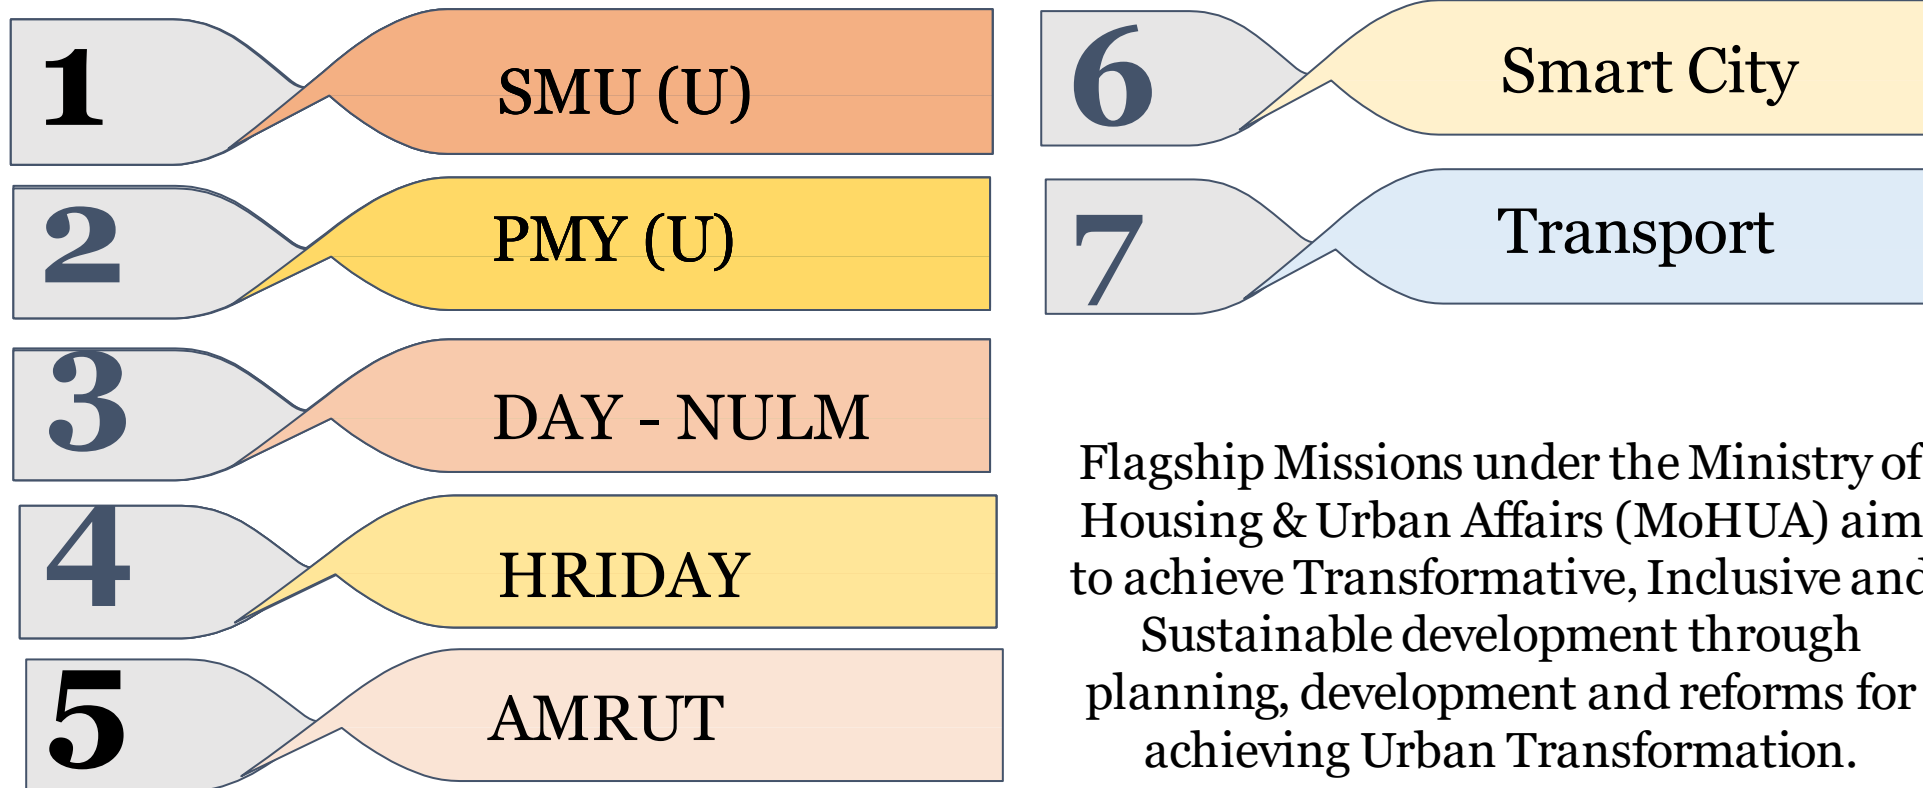 1
SMU (U)
2
PMY (U)
3
DAY - NULM
4
HRIDAY
5
AMRUT
6
Smart City
7
Transport
Flagship Missions under the Ministry of
Housing & Urban Affairs (MoHUA) aim
to achieve Transformative, Inclusive and
Sustainable development through
planning, development and reforms for
achieving Urban Transformation.